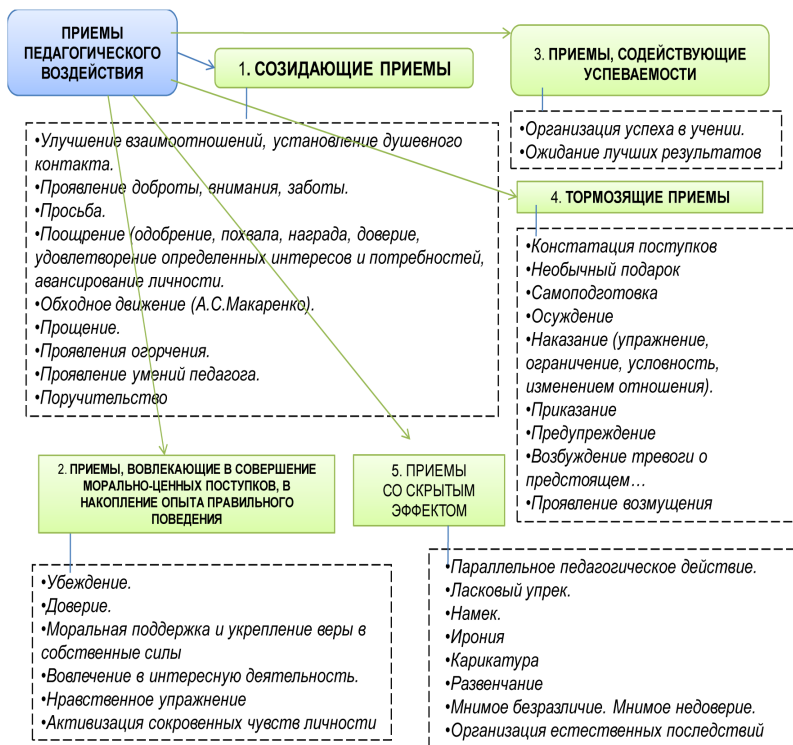 ПРИЕМЫ
ПЕДАГОГИЧЕСКОГО
ВОЗДЕЙСТВИЯ
1. СОЗИДАЮЩИЕ ПРИЕМЫ
•Улучшение взаимоотношений, установление душевного
контакта.
•Проявление доброты, внимания, заботы.
•Просьба.
•Поощрение (одобрение, похвала, награда, доверие,
удовлетворение определенных интересов и потребностей,
авансирование личности.
•Обходное движение (А.С.Макаренко).
•Прощение.
•Проявления огорчения.
•Проявление умений педагога.
•Поручительство
2. ПРИЕМЫ, ВОВЛЕКАЮЩИЕ В СОВЕРШЕНИЕ
МОРАЛЬНО-ЦЕННЫХ ПОСТУПКОВ, В
НАКОПЛЕНИЕ ОПЫТА ПРАВИЛЬНОГО
ПОВЕДЕНИЯ
•Убеждение.
•Доверие.
•Моральная поддержка и укрепление веры в
собственные силы
•Вовлечение в интересную деятельность.
•Нравственное упражнение
•Активизация сокровенных чувств личности
3. ПРИЕМЫ, СОДЕЙСТВУЮЩИЕ
УСПЕВАЕМОСТИ
•Организация успеха в учении.
•Ожидание лучших результатов
4. ТОРМОЗЯЩИЕ ПРИЕМЫ
•Констатация поступков
•Необычный подарок
•Самоподготовка
•Осуждение
•Наказание (упражнение,
ограничение, условность,
изменением отношения).
•Приказание
•Предупреждение
•Возбуждение тревоги о
предстоящем…
•Проявление возмущения
5. ПРИЕМЫ
СО СКРЫТЫМ
ЭФФЕКТОМ
•Параллельное педагогическое действие.
•Ласковый упрек.
•Намек.
•Ирония
•Карикатура
•Развенчание
•Мнимое безразличие. Мнимое недоверие.
•Организация естественных последствий